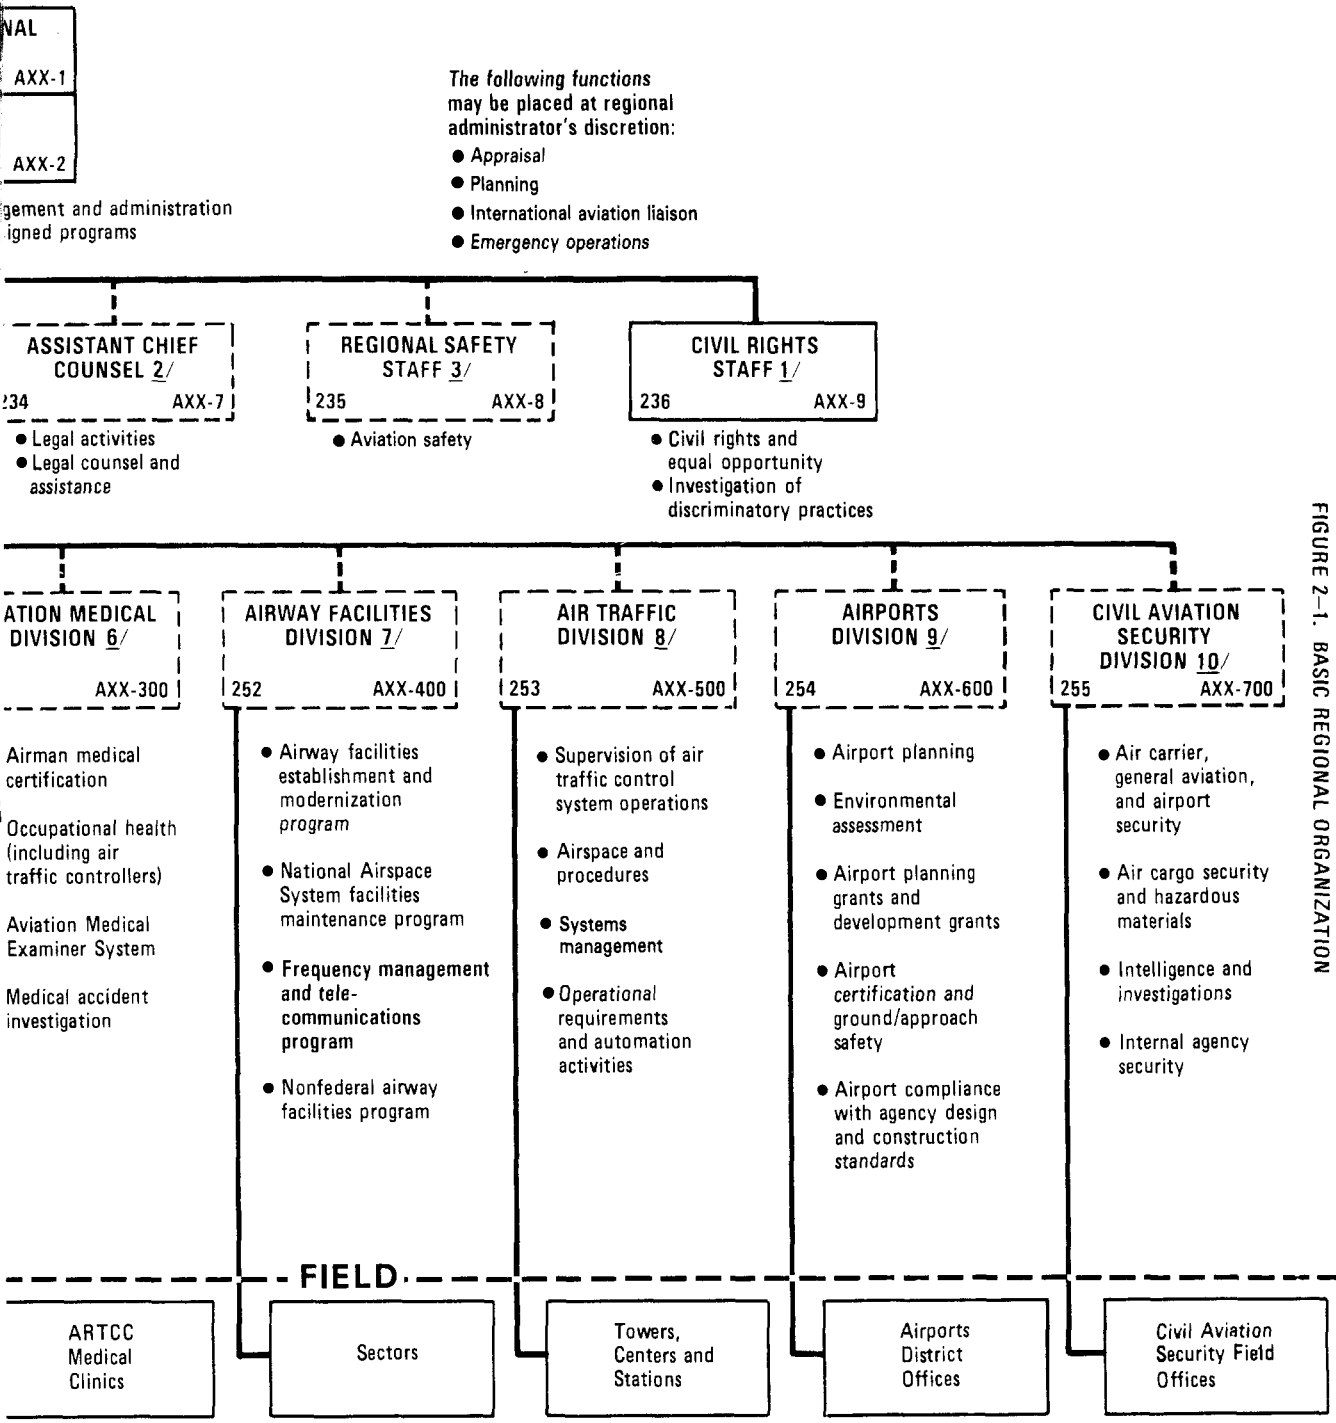 NAL
AXX-1
AXX-2
gement and administration
igned programs
The following functions
may be placed at regional
administrator's discretion:
● Appraisal
● Planning
● International aviation liaison
● Emergency operations
ASSISTANT CHIEF
COUNSEL 2/
234 AXX-7
● Legal activities
● Legal counsel and
assistance
REGIONAL SAFETY
STAFF 3/
235 AXX-8
● Aviation safety
CIVIL RIGHTS
STAFF 1/
236 AXX-9
● Civil rights and
equal opportunity
● Investigation of
discriminatory practices
ATION MEDICAL
DIVISION 6/
AXX-300
Airman medical
certification
Occupational health
(including air
traffic controllers)
Aviation Medical
Examiner System
Medical accident
investigation
AIRWAY FACILITIES
DIVISION 7/
252 AXX-400
● Airway facilities
establishment and
modernization
program
● National Airspace
System facilities
maintenance program
● Frequency management
and tele-
communications
program
● Nonfederal airway
facilities program
AIR TRAFFIC
DIVISION 8/
253 AXX-500
● Supervision of air
traffic control
system operations
● Airspace and
procedures
● Systems
management
● Operational
requirements
and automation
activities
AIRPORTS
DIVISION 9/
254 AXX-600
● Airport planning
● Environmental
assessment
● Airport planning
grants and
development grants
● Airport
certification and
ground/approach
safety
● Airport compliance
with agency design
and construction
standards
CIVIL AVIATION
SECURITY
DIVISION 10/
255 AXX-700
● Air carrier,
general aviation,
and airport
security
● Air cargo security
and hazardous
materials
● Intelligence and
investigations
● Internal agency
security
FIELD
ARTCC
Medical
Clinics
Sectors
Towers,
Centers and
Stations
Airports
District
Offices
Civil Aviation
Security Field
Offices
FIGURE 2–1. BASIC REGIONAL ORGANIZATION